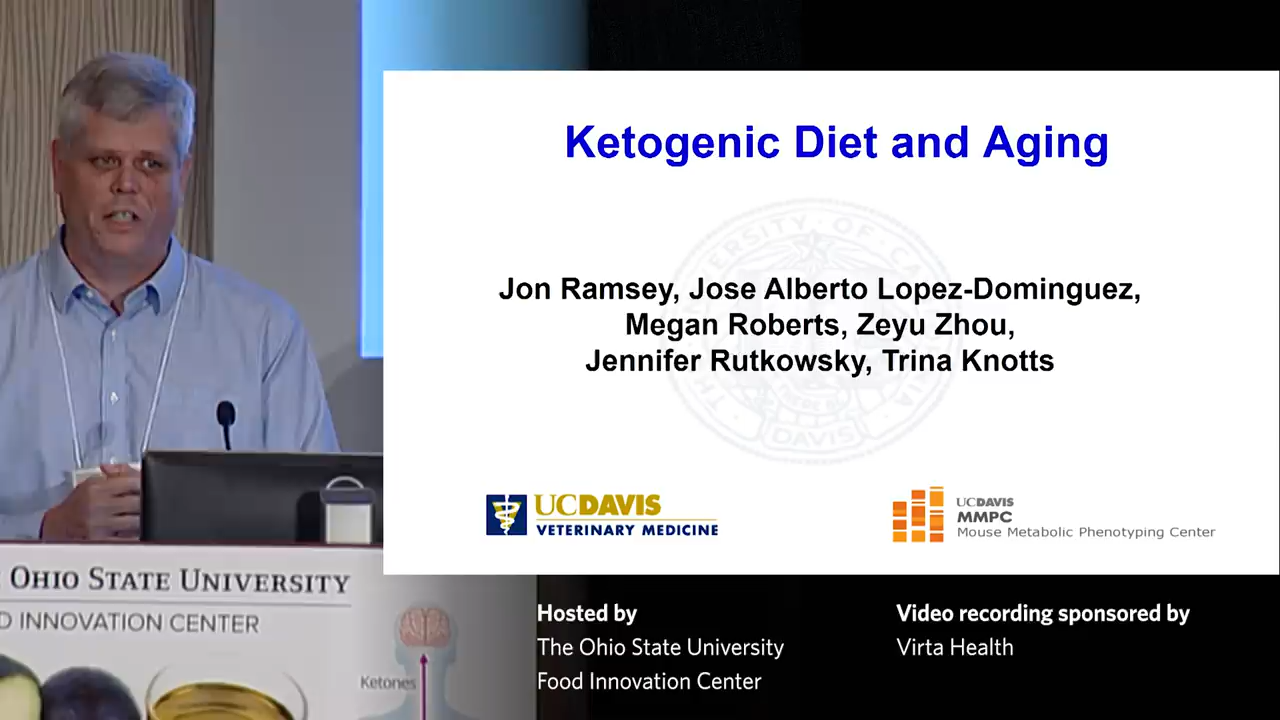 Ketogenic Diet and Aging
Jon Ramsey, Jose Alberto Lopez-Dominguez,
Megan Roberts, Zeyu Zhou,
Jennifer Rutkowsky, Trina Knotts
DAVIS
UCDAVIS
VETERINARY MEDICINE
UCDAVIS
MMPC
Mouse Metabolic Phenotyping Center
OHIO STATE UNIVERSITY
INNOVATION CENTER
Ketones
Hosted by
The Ohio State University
Food Innovation Center
Video recording sponsored by
Virta Health